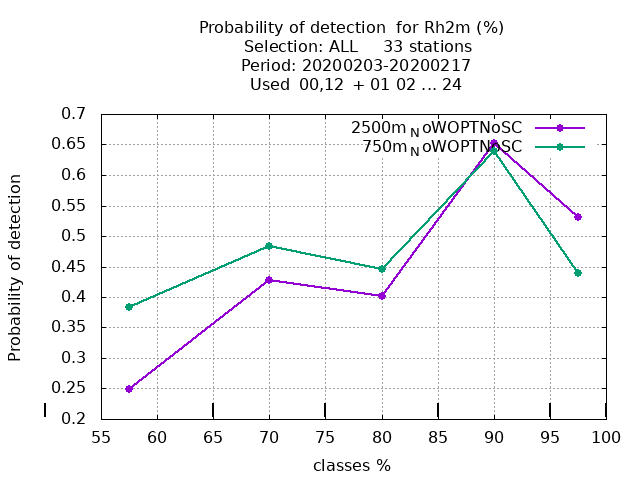 Probability of detection for Rh2m (%)
Selection: ALL 33 stations
Period: 20200203-20200217
Used 00,12 + 01 02 ... 24
0.7
0.65
0.6
0.55
0.5
0.45
0.4
0.35
0.3
0.25
0.2
Probability of detection
2500mNoWOPTNoSC
750mNoWOPTNoSC
55 60 65 70 75 80 85 90 95 100
classes %